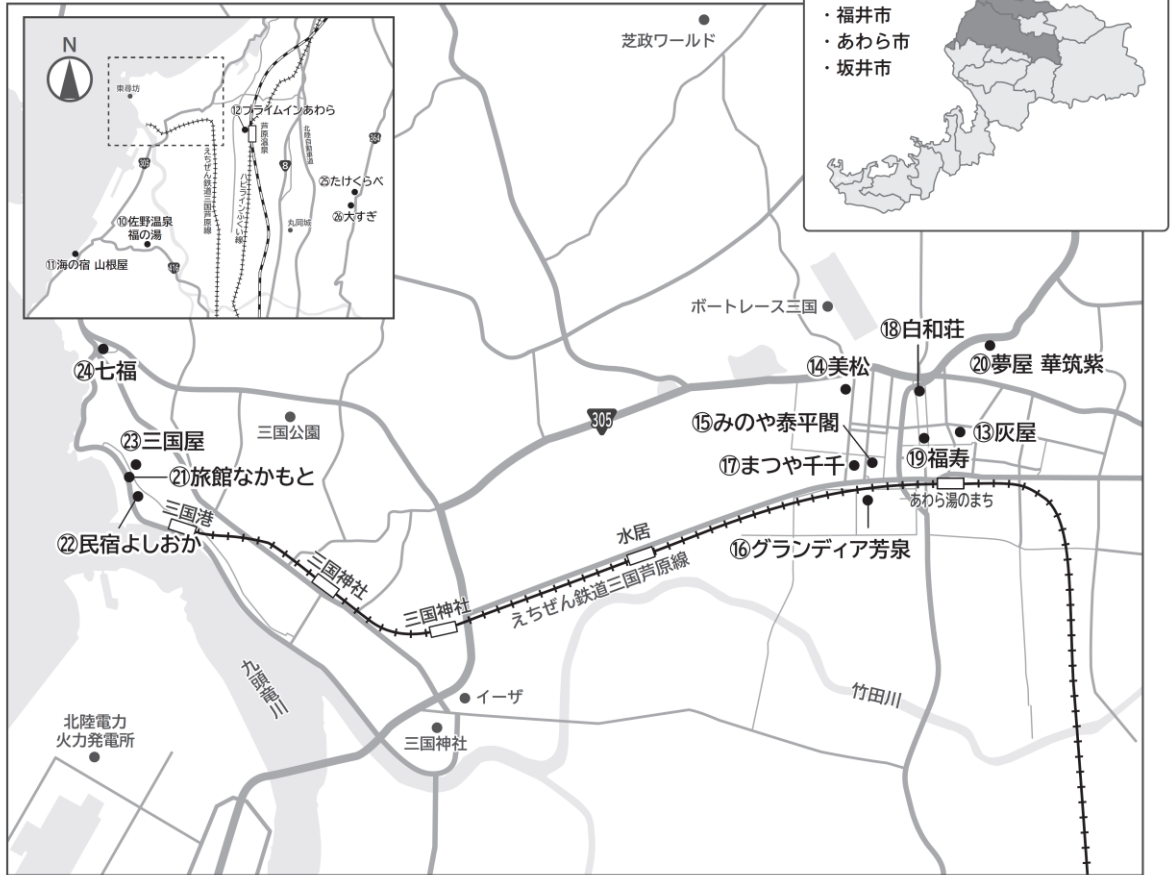 N
東尋坊
⑫プライムインあわら
芦原温泉
北陸自動車道
364
8
305
えちぜん鉄道三国芦原線
ハピラインふくい線
㉕たけくらべ
㉖大すぎ
丸岡城
⑩佐野温泉
福の湯
⑪海の宿 山根屋
416
・福井市
・あわら市
・坂井市
芝政ワールド
ボートレース三国
⑱白和荘
⑳夢屋 華筑紫
⑭美松
⑮みのや泰平閣
⑬灰屋
⑰まつや千千
⑲福寿
あわら湯のまち
⑯グランディア芳泉
305
㉔七福
三国公園
㉓三国屋
㉑旅館なかもと
㉒民宿よしおか
三国港
三国神社
三国神社
水居
えちぜん鉄道三国芦原線
九頭竜川
竹田川
イーザ
三国神社
北陸電力
火力発電所